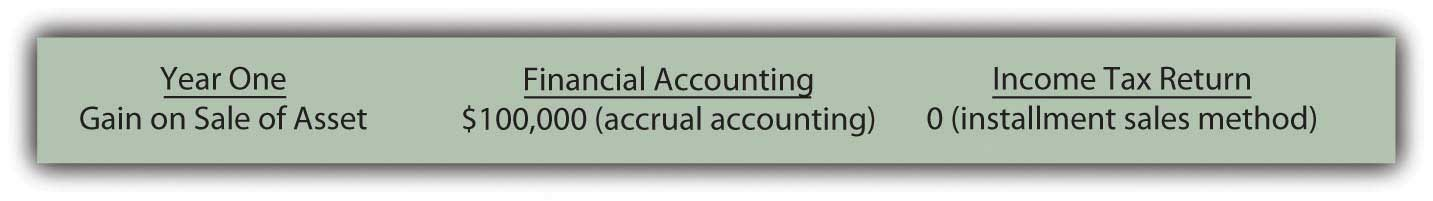 Year One Financial Accounting Income Tax Return
Gain on Sale of Asset $100,000 (accrual accounting) 0 (installment sales method)